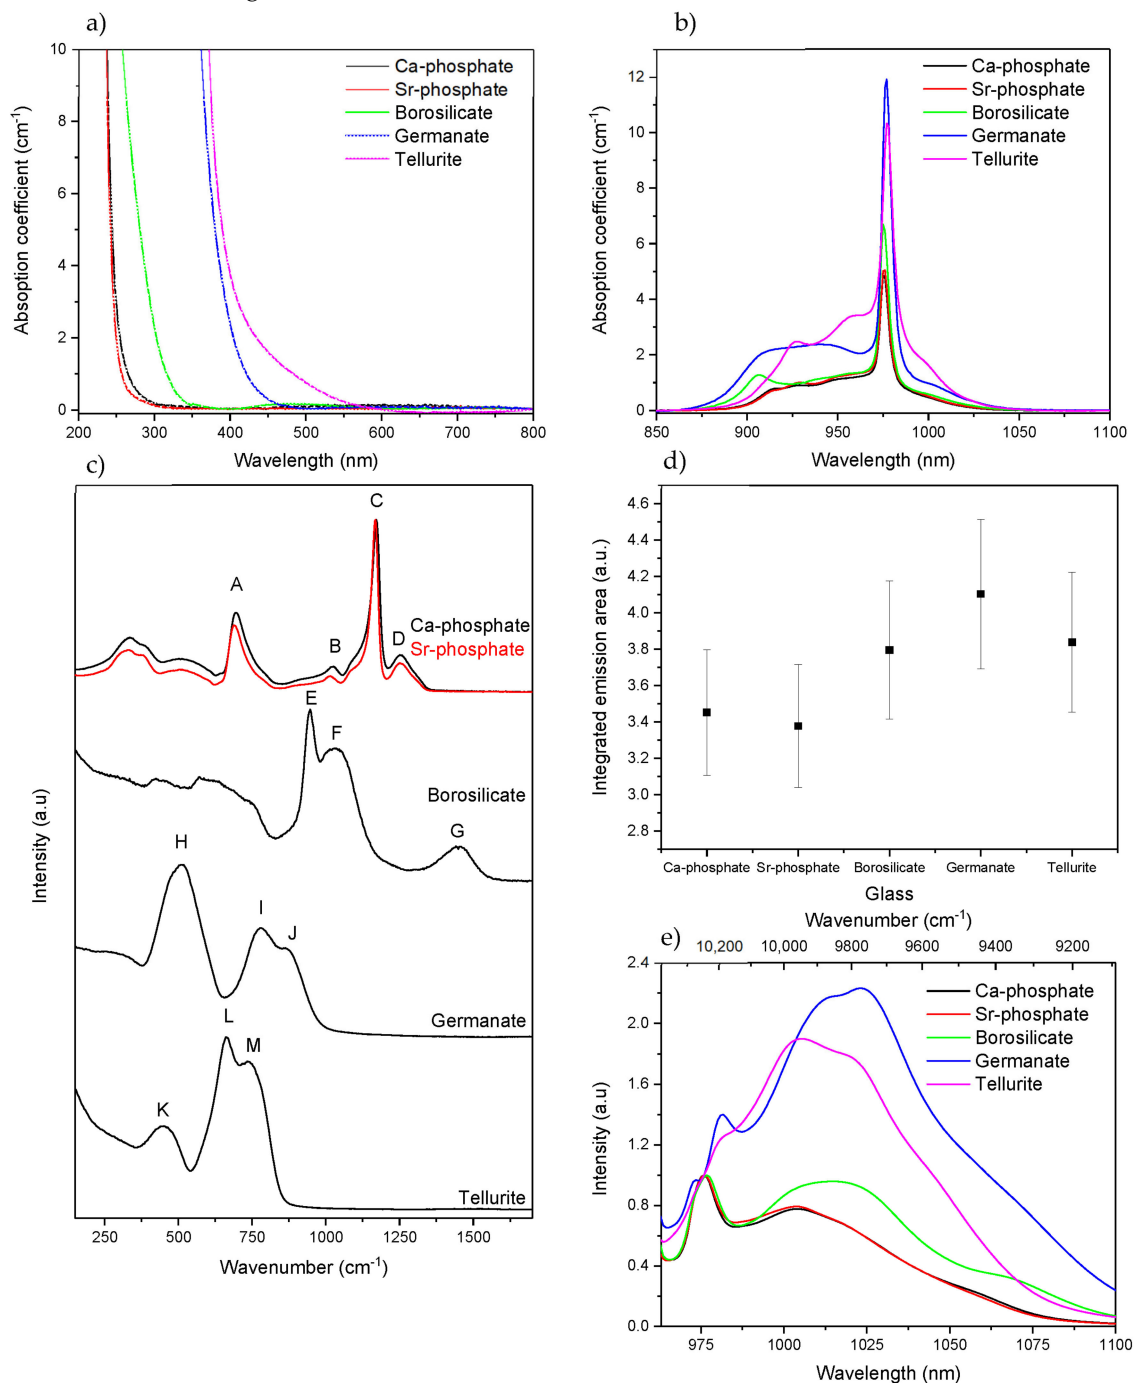 a)
10
8
6
4
2
0
Absoption coefficient (cm⁻¹)
Ca-phosphate
Sr-phosphate
Borosilicate
Germanate
Tellurite
200 300 400 500 600 700 800
Wavelength (nm)
b)
12
10
8
6
4
2
0
Absoption coefficient (cm⁻¹)
Ca-phosphate
Sr-phosphate
Borosilicate
Germanate
Tellurite
850 900 950 1000 1050 1100
Wavelength (nm)
c)
Intensity (a.u)
C
A
B
D
Ca-phosphate
Sr-phosphate
E
F
Borosilicate
G
H
I
J
Germanate
L
M
K
Tellurite
250 500 750 1000 1250 1500
Wavenumber (cm⁻¹)
d)
4.6
4.4
4.2
4.0
3.8
3.6
3.4
3.2
3.0
2.8
Integrated emission area (a.u.)
Ca-phosphate Sr-phosphate Borosilicate Germanate Tellurite
Glass
Wavenumber (cm⁻¹)
e)
10,200 10,000 9800 9600 9400 9200
2.4
2.0
1.6
1.2
0.8
0.4
0.0
Intensity (a.u)
Ca-phosphate
Sr-phosphate
Borosilicate
Germanate
Tellurite
975 1000 1025 1050 1075 1100
Wavelength (nm)